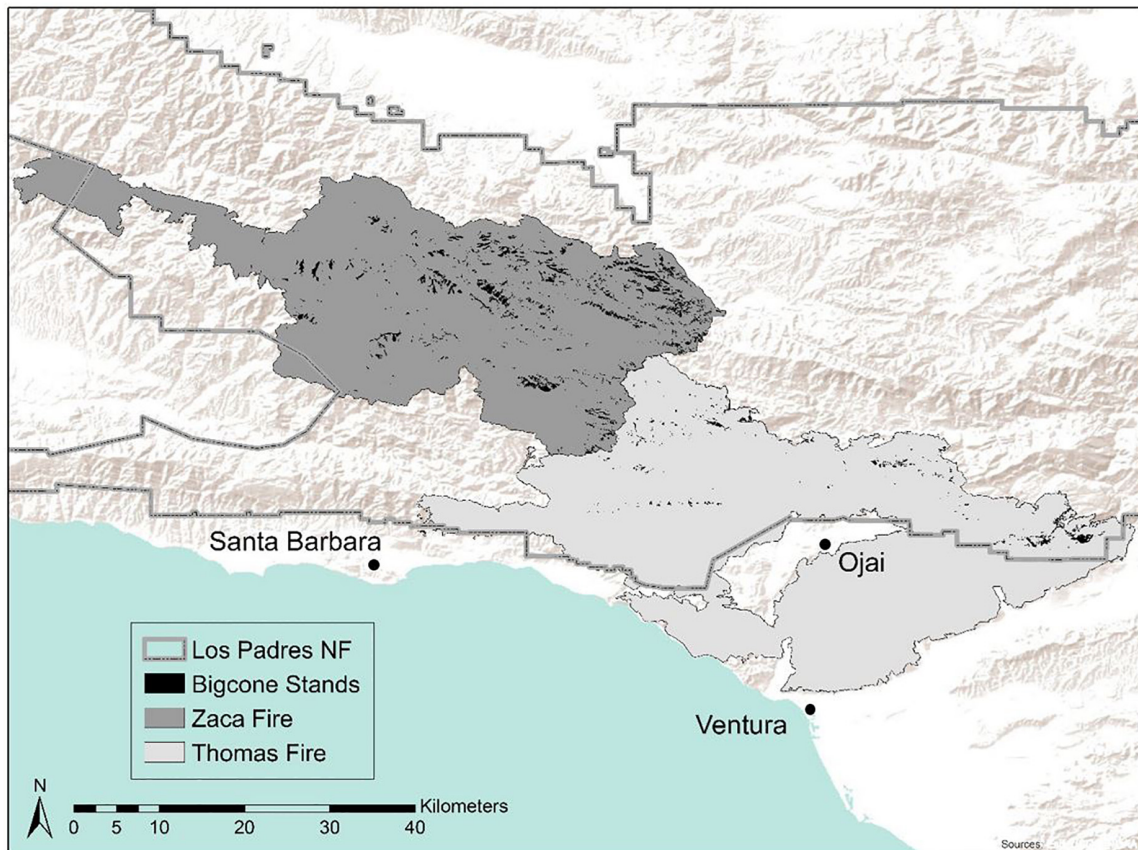 Santa Barbara
Ojai
Ventura
Los Padres NF
Bigcone Stands
Zaca Fire
Thomas Fire
N
Kilometers
0 5 10 20 30 40
Sources: